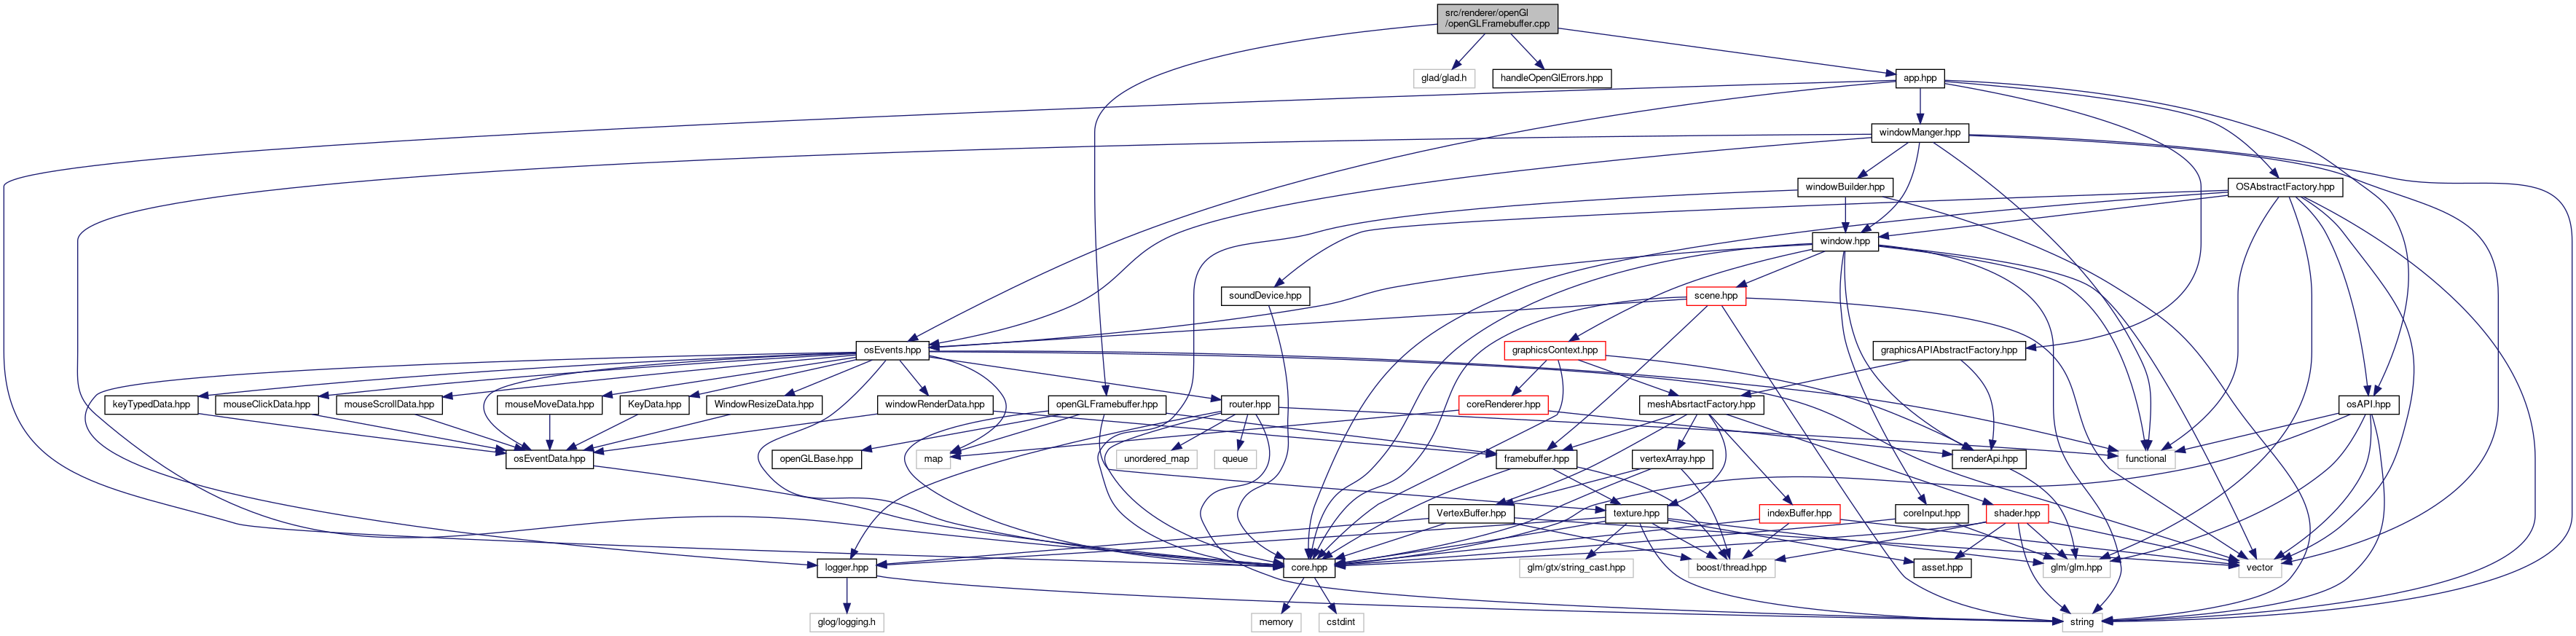 src/renderer/openGl
/openGLFramebuffer.cpp
glad/glad.h
handleOpenGlErrors.hpp
app.hpp
windowManger.hpp
windowBuilder.hpp
OSAbstractFactory.hpp
window.hpp
soundDevice.hpp
scene.hpp
osEvents.hpp
graphicsContext.hpp
graphicsAPIAbstractFactory.hpp
keyTypedData.hpp
mouseClickData.hpp
mouseScrollData.hpp
mouseMoveData.hpp
KeyData.hpp
WindowResizeData.hpp
windowRenderData.hpp
openGLFramebuffer.hpp
router.hpp
coreRenderer.hpp
meshAbsrtactFactory.hpp
osAPI.hpp
osEventData.hpp
openGLBase.hpp
map
unordered_map
queue
framebuffer.hpp
vertexArray.hpp
renderApi.hpp
functional
VertexBuffer.hpp
texture.hpp
indexBuffer.hpp
coreInput.hpp
shader.hpp
logger.hpp
core.hpp
glm/gtx/string_cast.hpp
boost/thread.hpp
asset.hpp
glm/glm.hpp
vector
glog/logging.h
memory
cstdint
string